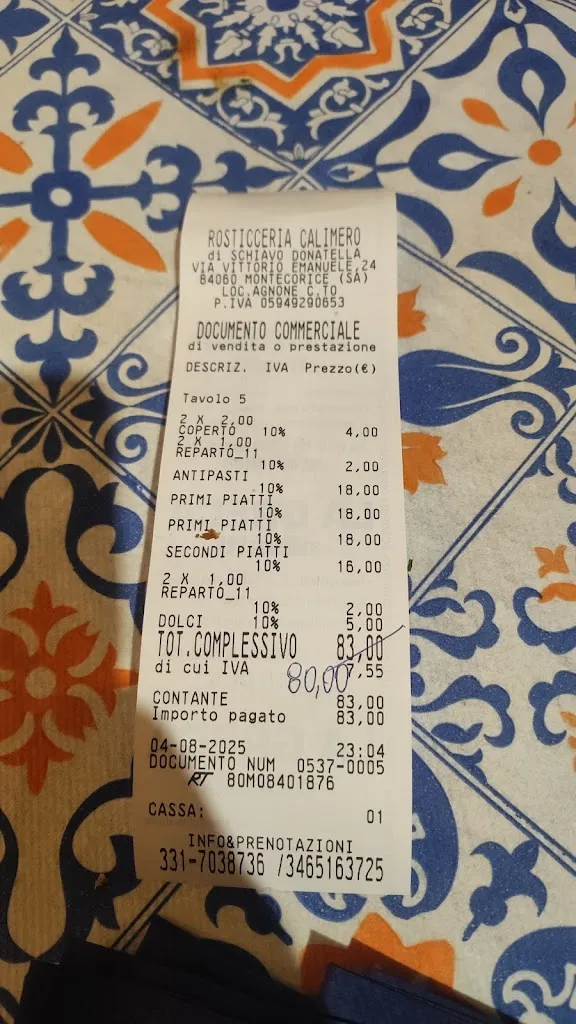 ROSTICCERIA CALIMERO
di SCHIAVO DONATELLA
VIA VITTORIO EMANUELE,24
84060 MONTECORICE (SA)
LOC.AGNONE C.TO
P.IVA 05949290653
DOCUMENTO COMMERCIALE
di vendita o prestazione
DESCRIZ. IVA Prezzo(€)
Tavolo 5
2 X 2,00
COPERTO 10% 4,00
2 X 1,00
REPARTO_11
10% 2,00
ANTIPASTI
10% 18,00
PRIMI PIATTI
10% 18,00
PRIMI PIATTI
10% 18,00
SECONDI PIATTI
10% 16,00
2 X 1,00
REPARTO_11
10% 2,00
DOLCI 10% 5,00
TOT.COMPLESSIVO 83,00
di cui IVA 7,55
80,00
CONTANTE 83,00
Importo pagato 83,00
04-08-2025 23:04
DOCUMENTO NUM 0537-0005
RT 80M08401876
CASSA: 01
INFO&PRENOTAZIONI
331-7038736 /3465163725